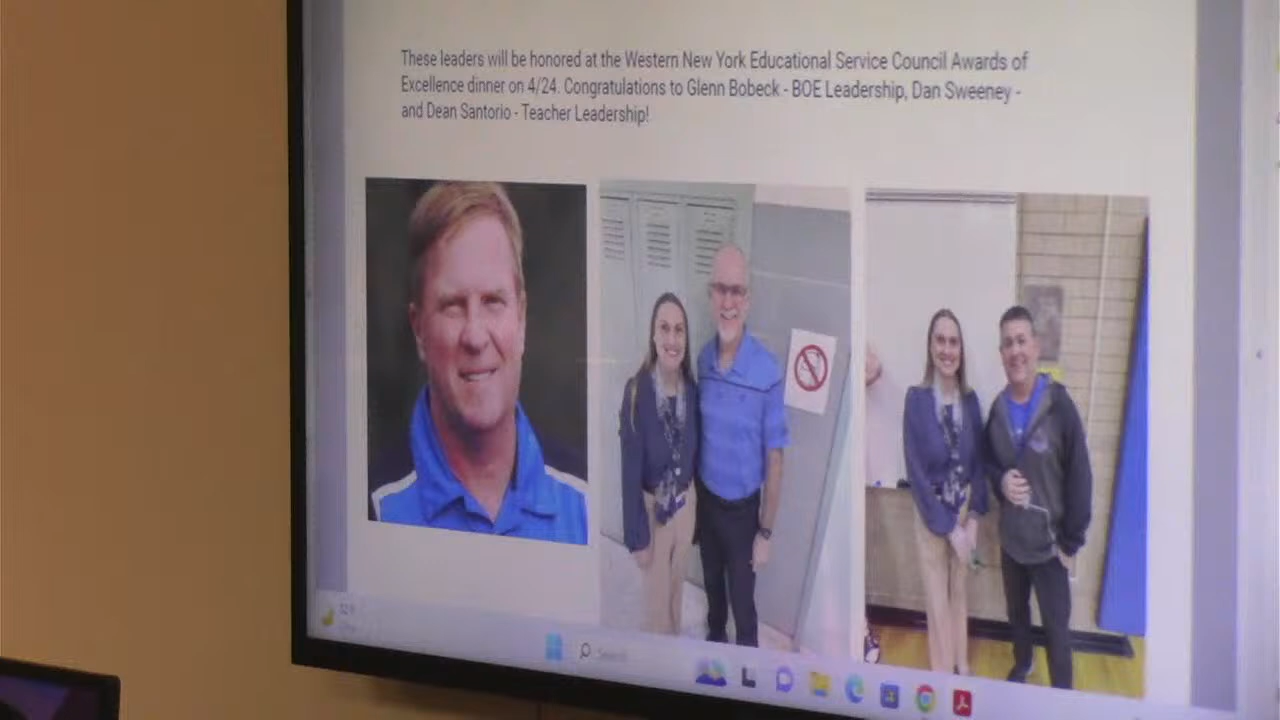 These leaders will be honored at the Western New York Educational Service Council Awards of
Excellence dinner on 4/24. Congratulations to Glenn Bobeck - BOE Leadership, Dan Sweeney -
and Dean Santorio - Teacher Leadership!
Search